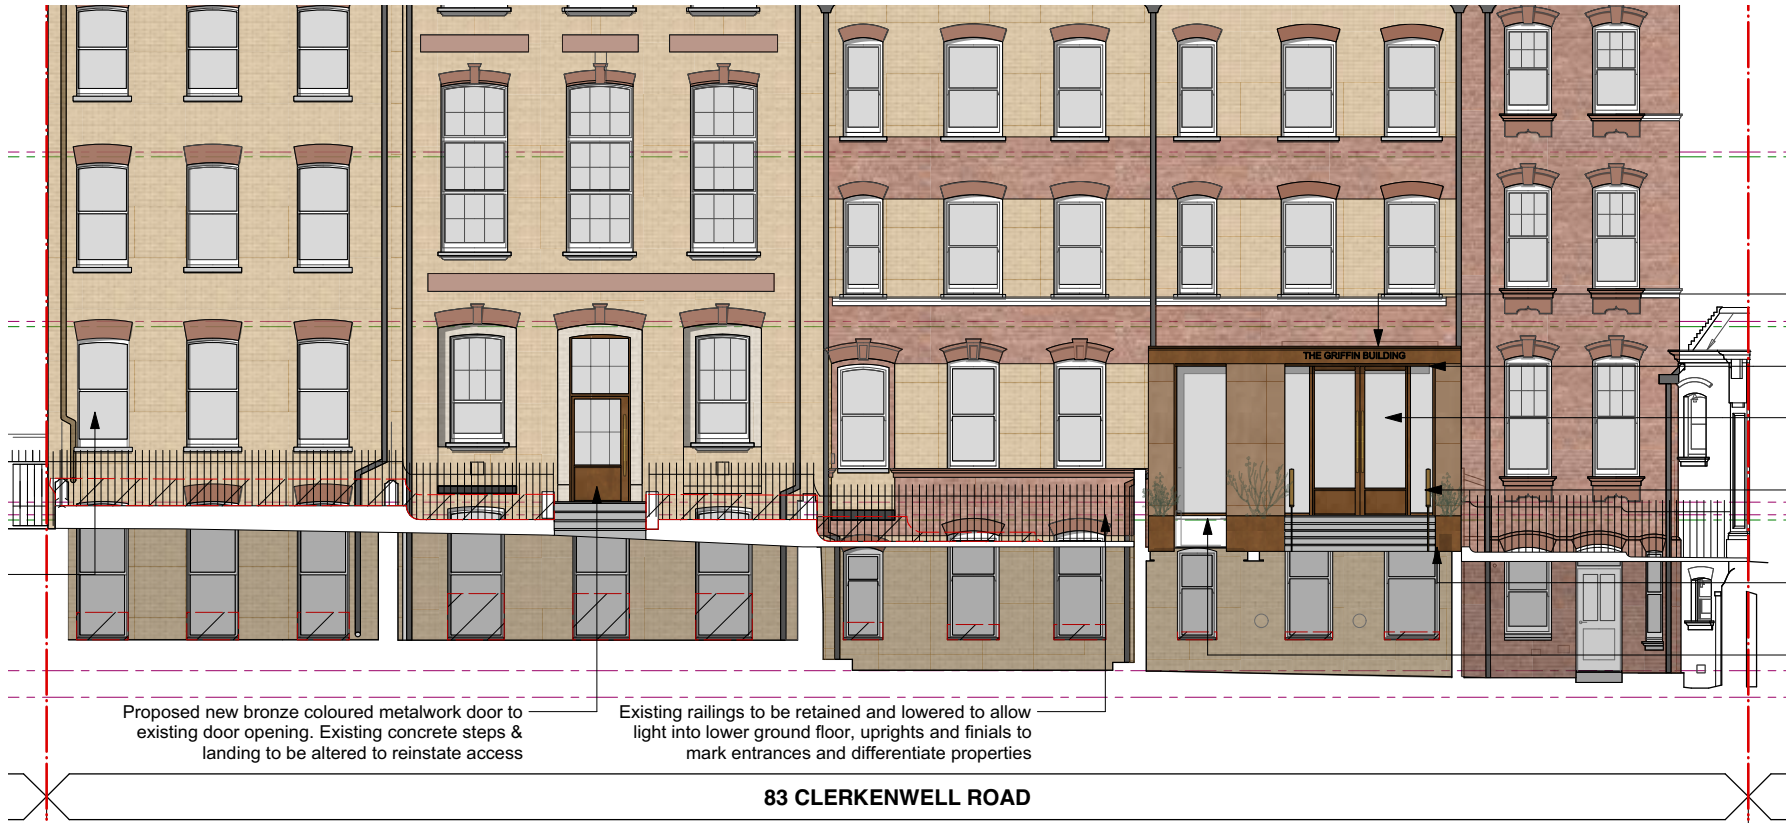 THE GRIFFIN BUILDING
Proposed new bronze coloured metalwork door to
existing door opening. Existing concrete steps &
landing to be altered to reinstate access
Existing railings to be retained and lowered to allow
light into lower ground floor, uprights and finials to
mark entrances and differentiate properties
83 CLERKENWELL ROAD